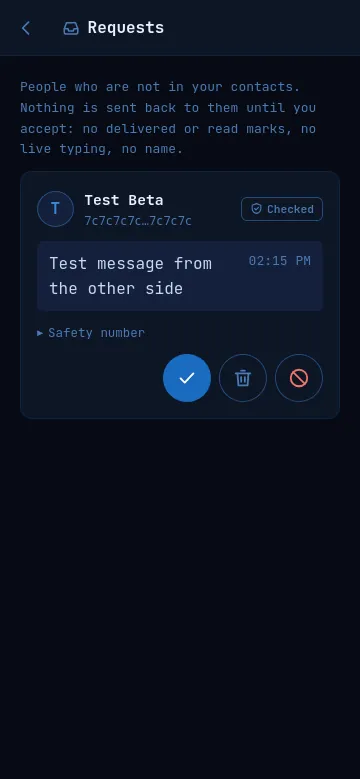 Requests
People who are not in your contacts.
Nothing is sent back to them until you
accept: no delivered or read marks, no
live typing, no name.
T
Test Beta
7c7c7c7c…7c7c7c
Checked
Test message from
the other side
02:15 PM
Safety number